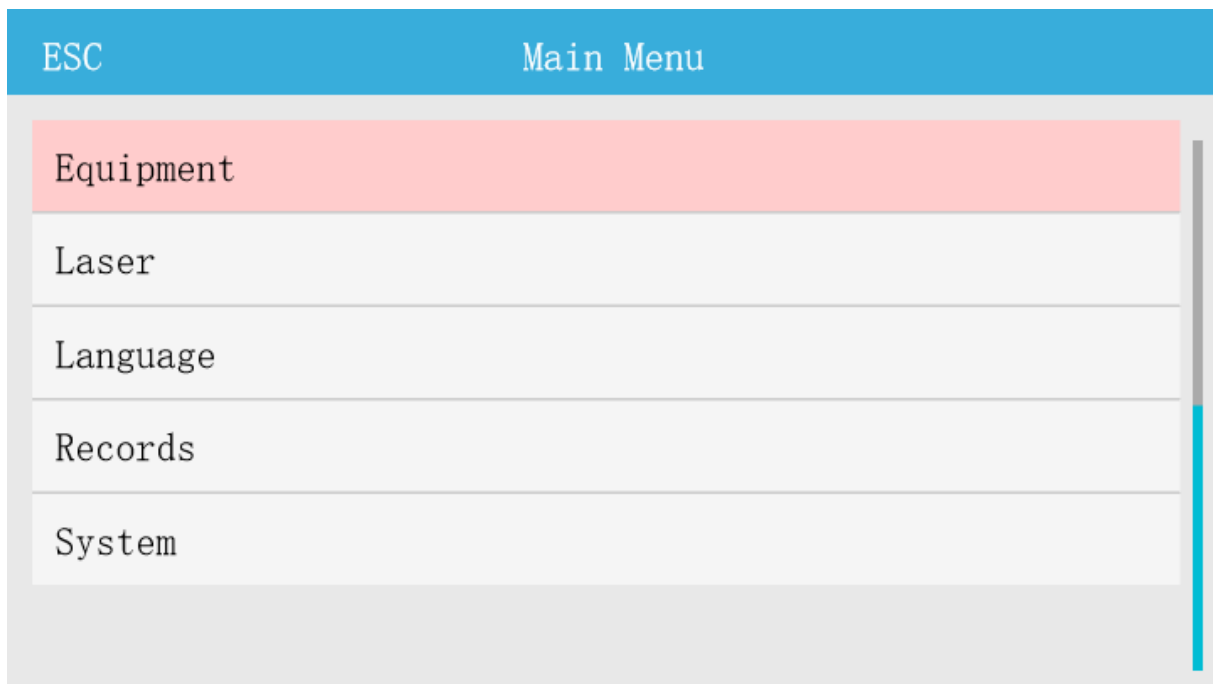 ESC Main Menu
Equipment
Laser
Language
Records
System